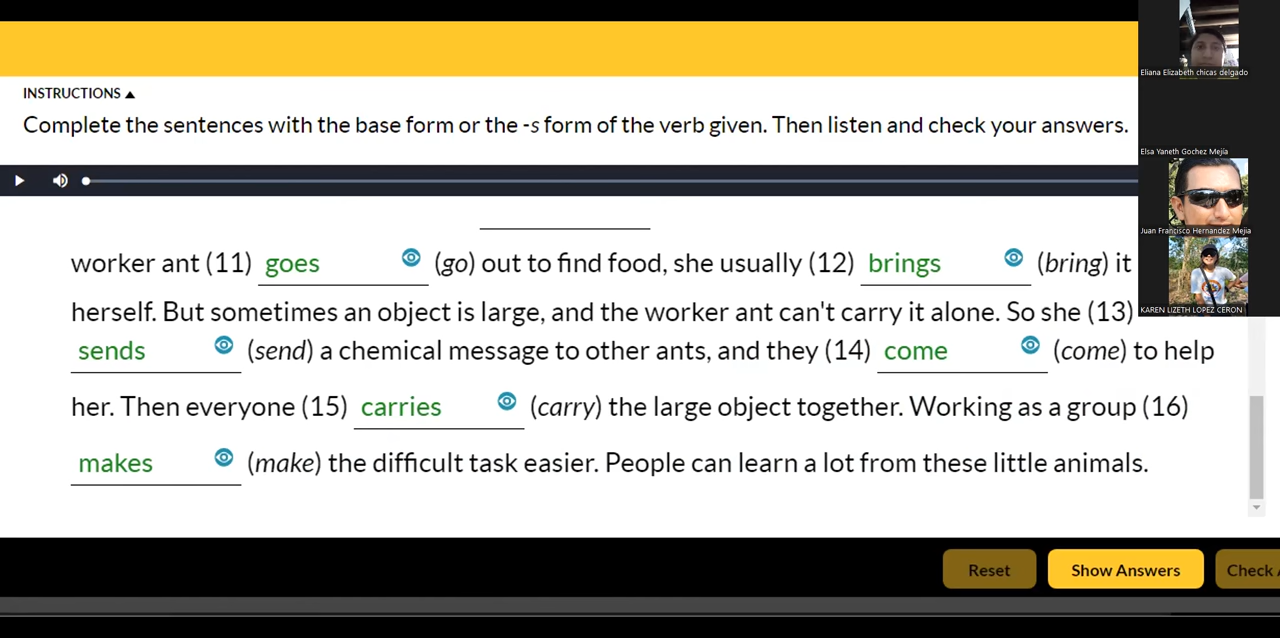 INSTRUCTIONS ▲
Complete the sentences with the base form or the -s form of the verb given. Then listen and check your answers.
worker ant (11) goes (go) out to find food, she usually (12) brings (bring) it
herself. But sometimes an object is large, and the worker ant can't carry it alone. So she (13)
sends (send) a chemical message to other ants, and they (14) come (come) to help
her. Then everyone (15) carries (carry) the large object together. Working as a group (16)
makes (make) the difficult task easier. People can learn a lot from these little animals.
Reset Show Answers Check
Eliana Elizabeth chicas delgado
Elsa Yaneth Gochez Mejía
Juan Francisco Hernandez Mejia
KAREN LIZETH LOPEZ CERON